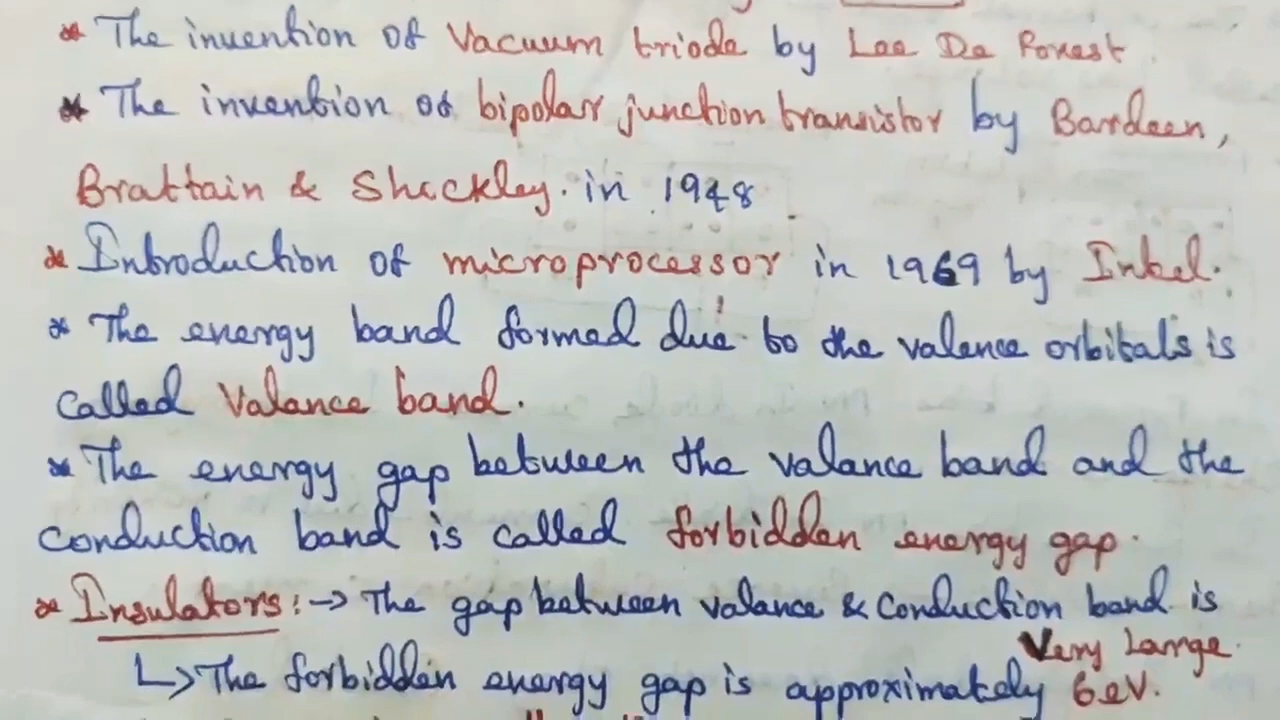 * The invention of Vacuum triode by Lee De Forest
* The invention of bipolar junction transistor by Bardeen,
Brattain & Shockley. in 1948
* Introduction of microprocessor in 1969 by Intel.
* The energy band formed due to the valence orbitals is
called Valance band.
* The energy gap between the valance band and the
conduction band is called forbidden energy gap.
* Insulators :→ The gap between valance & conduction band is
Very Large.
↳ The forbidden energy gap is approximately 6eV.